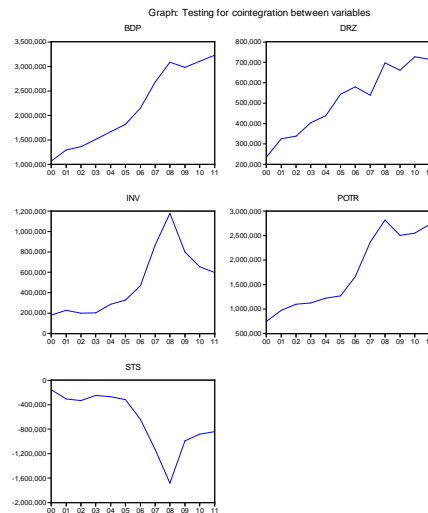 Graph: Testing for cointegration between variables
BDP
3,500,000
3,000,000
2,500,000
2,000,000
1,500,000
1,000,000
00 01 02 03 04 05 06 07 08 09 10 11
DRZ
800,000
700,000
600,000
500,000
400,000
300,000
200,000
00 01 02 03 04 05 06 07 08 09 10 11
INV
1,200,000
1,000,000
800,000
600,000
400,000
200,000
0
00 01 02 03 04 05 06 07 08 09 10 11
POTR
3,000,000
2,500,000
2,000,000
1,500,000
1,000,000
500,000
00 01 02 03 04 05 06 07 08 09 10 11
STS
0
-400,000
-800,000
-1,200,000
-1,600,000
-2,000,000
00 01 02 03 04 05 06 07 08 09 10 11